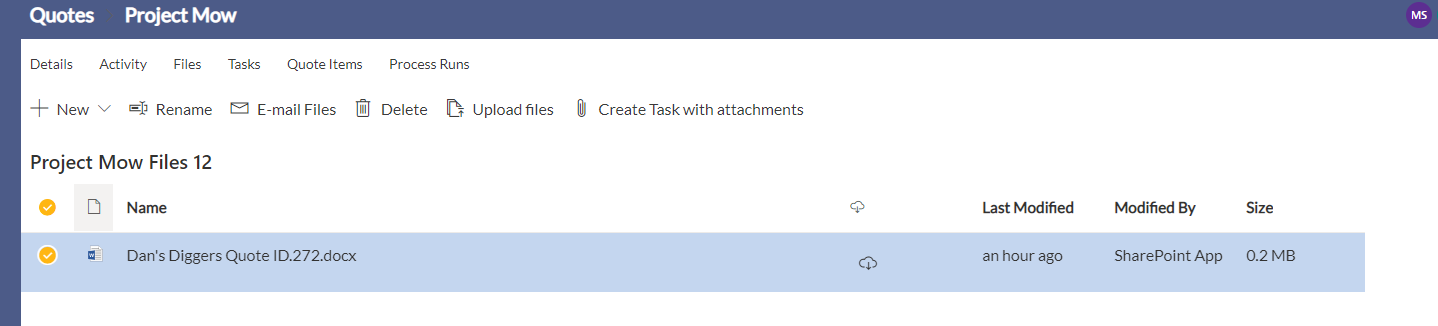 Quotes Project Mow
MS
Details Activity Files Tasks Quote Items Process Runs
New Rename E-mail Files Delete Upload files Create Task with attachments
Project Mow Files 12
Name Last Modified Modified By Size
Dan's Diggers Quote ID.272.docx an hour ago SharePoint App 0.2 MB